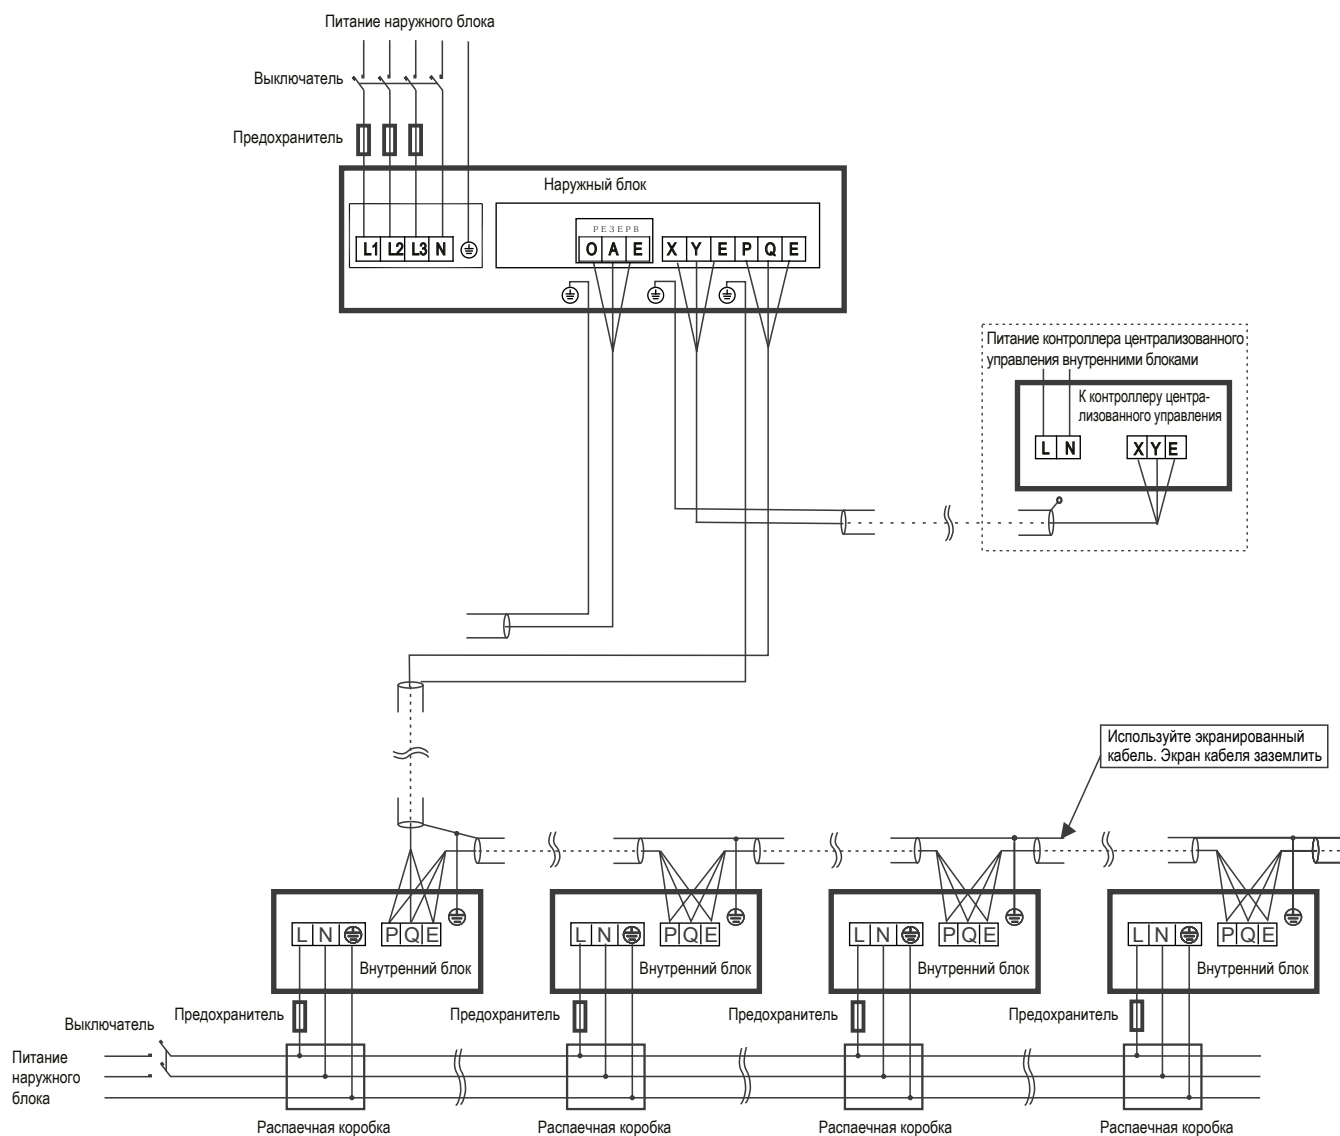 Питание наружного блока
Выключатель
Предохранитель
Наружный блок
РЕЗЕРВ
L1 L2 L3 N
O A E
X Y E P Q E
Питание контроллера централизованного
управления внутренними блоками
К контроллеру центра-
лизованного управления
L N
X Y E
Используйте экранированный
кабель. Экран кабеля заземлить
L N P Q E
Внутренний блок
L N P Q E
Внутренний блок
L N P Q E
Внутренний блок
L N P Q E
Внутренний блок
Предохранитель
Предохранитель
Предохранитель
Предохранитель
Выключатель
Питание
наружного
блока
Распаечная коробка
Распаечная коробка
Распаечная коробка
Распаечная коробка